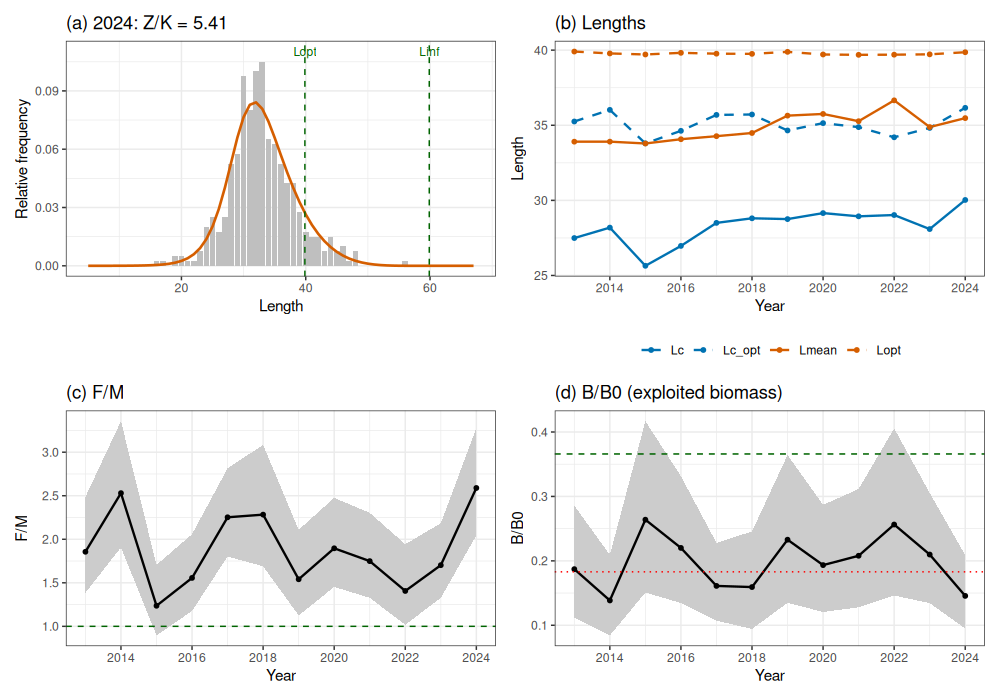 (a) 2024: Z/K = 5.41
Lopt
Linf
Relative frequency
0.09
0.06
0.03
0.00
20
40
60
Length
(b) Lengths
Length
40
35
30
25
2014
2016
2018
2020
2022
2024
Year
Lc
Lc_opt
Lmean
Lopt
(c) F/M
F/M
3.0
2.5
2.0
1.5
1.0
2014
2016
2018
2020
2022
2024
Year
(d) B/B0 (exploited biomass)
B/B0
0.4
0.3
0.2
0.1
2014
2016
2018
2020
2022
2024
Year